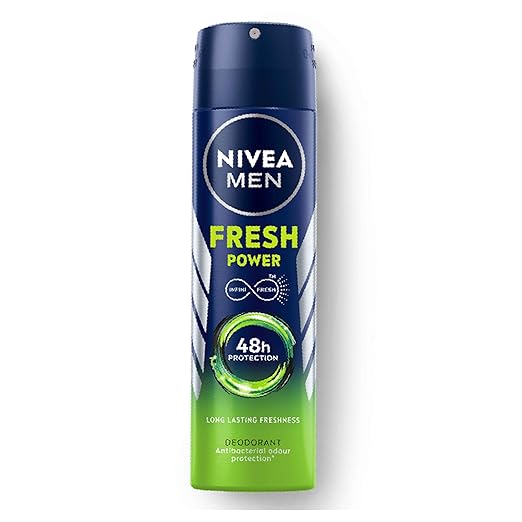 NIVEA
MEN
FRESH
POWER
INFINI FRESH TM
48h
PROTECTION
LONG LASTING FRESHNESS
DEODORANT
Antibacterial odour
protection*